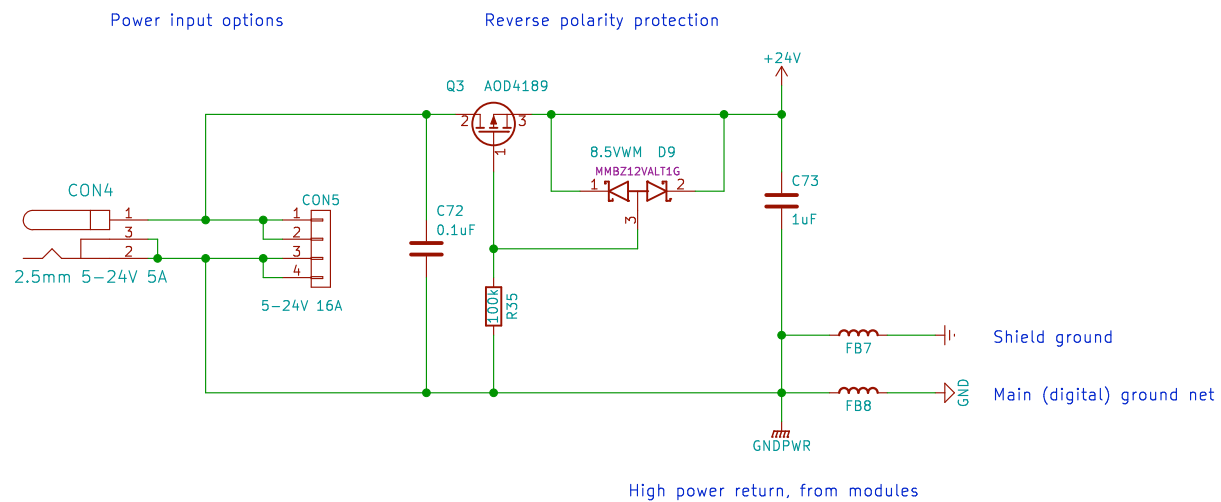 Power input options
Reverse polarity protection
+24V
Q3 AOD4189
2
3
1
8.5VWM D9
MMBZ12VALT1G
1
2
3
CON4
1
3
2
2.5mm 5-24V 5A
CON5
1
2
3
4
5-24V 16A
C72
0.1uF
C73
1uF
100k
R35
FB7
Shield ground
FB8
GND
Main (digital) ground net
GNDPWR
High power return, from modules